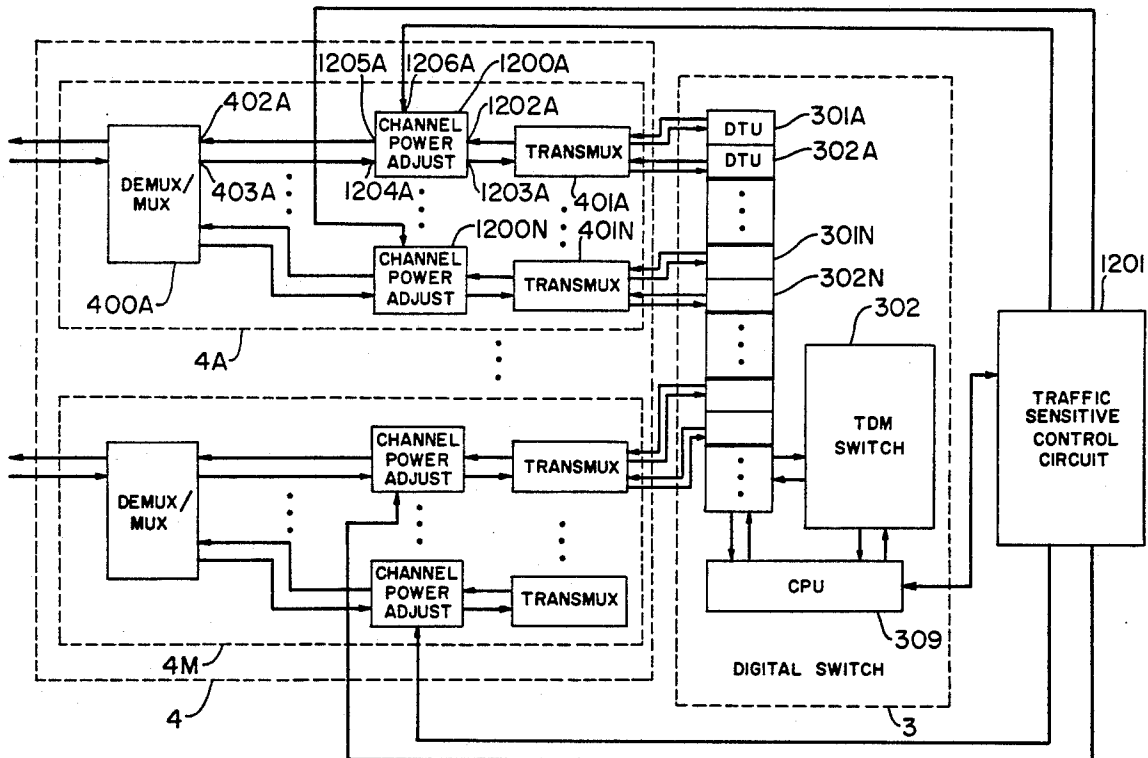 1205A 1206A 1200A
402A
1202A
301A
CHANNEL
POWER
ADJUST
TRANSMUX
DTU
DTU
302A
DEMUX/
MUX
403A
1204A
1203A
401A
1200N
401N
301N
1201
CHANNEL
POWER
ADJUST
TRANSMUX
302N
400A
302
4A
TRAFFIC
SENSITIVE
CONTROL
CIRCUIT
TDM
SWITCH
CHANNEL
POWER
ADJUST
TRANSMUX
DEMUX/
MUX
CHANNEL
POWER
ADJUST
TRANSMUX
CPU
309
4M
DIGITAL SWITCH
4
3